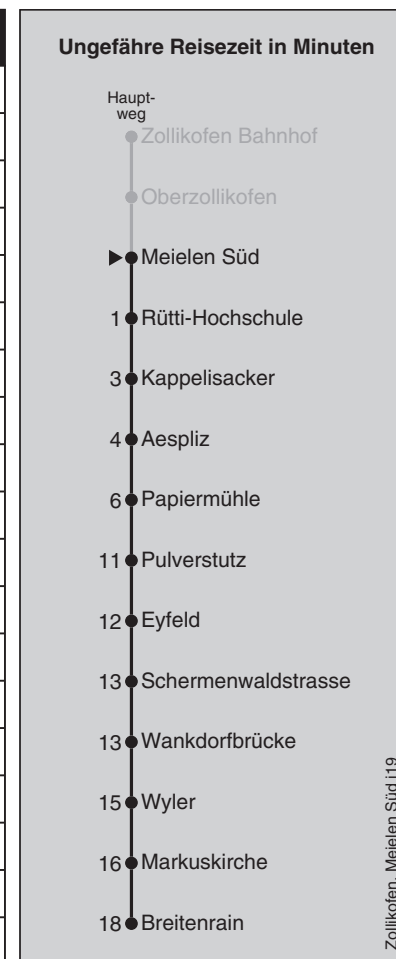 Ungefähre Reisezeit in Minuten
Haupt-
weg
Zollikofen Bahnhof
Oberzollikofen
Meielen Süd
1 Rütti-Hochschule
3 Kappelisacker
4 Aespliz
6 Papiermühle
11 Pulverstutz
12 Eyfeld
13 Schermenwaldstrasse
13 Wankdorfbrücke
15 Wyler
16 Markuskirche
18 Breitenrain
Zollikofen, Meielen Süd j19